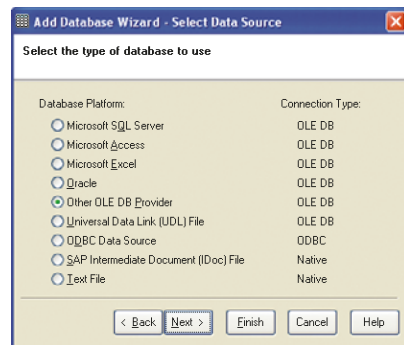 Add Database Wizard - Select Data Source
Select the type of database to use
Database Platform: Connection Type:
Microsoft SQL Server OLE DB
Microsoft Access OLE DB
Microsoft Excel OLE DB
Oracle OLE DB
Other OLE DB Provider OLE DB
Universal Data Link (UDL) File OLE DB
ODBC Data Source ODBC
SAP Intermediate Document (IDoc) File Native
Text File Native
< Back Next > Finish Cancel Help